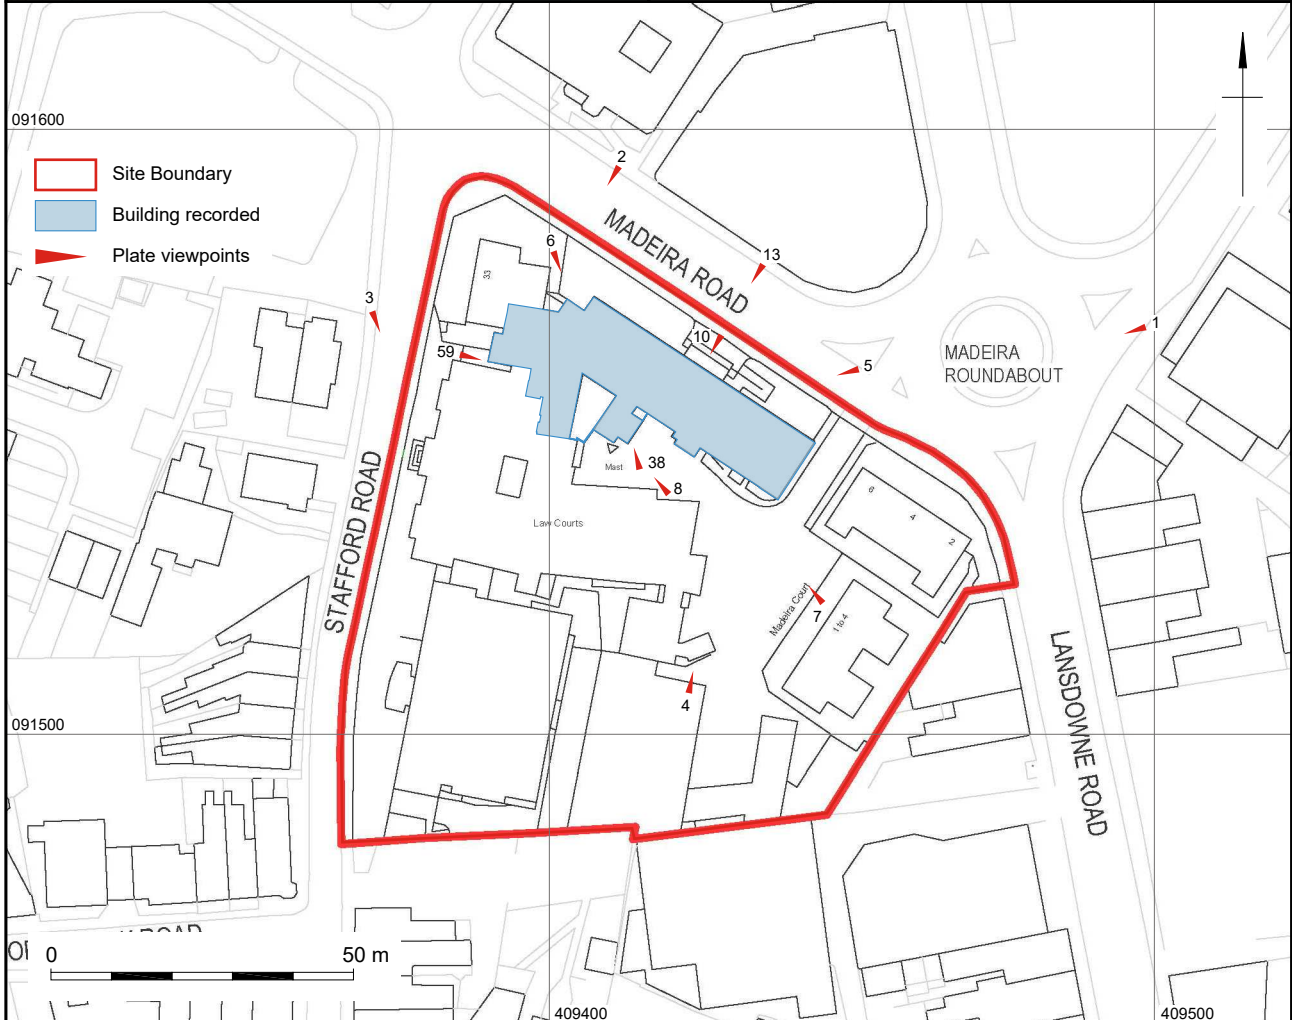 091600
Site Boundary
Building recorded
Plate viewpoints
2
MADEIRA ROAD
6
13
33
3
10
1
59
5
MADEIRA
ROUNDABOUT
Mast
38
8
STAFFORD ROAD
Law Courts
6
4
2
Madeira Court
7
1 to 4
4
LANSDOWNE ROAD
091500
ROAD
0
50 m
409400
409500